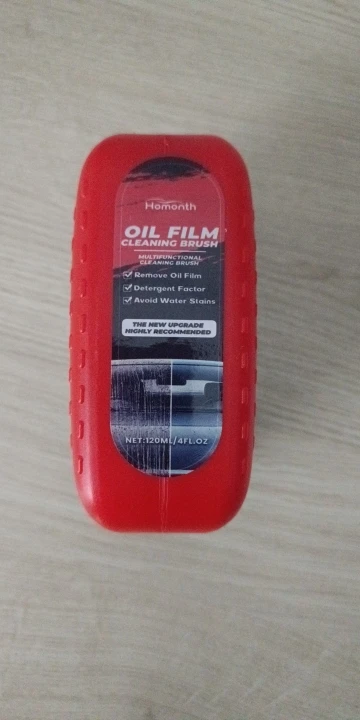 Homonth
OIL FILM
CLEANING BRUSH
MULTIFUNCTIONAL
CLEANING BRUSH
Remove Oil Film
Detergent Factor
Avoid Water Stains
THE NEW UPGRADE
HIGHLY RECOMMENDED
NET:120ML/4FL.OZ